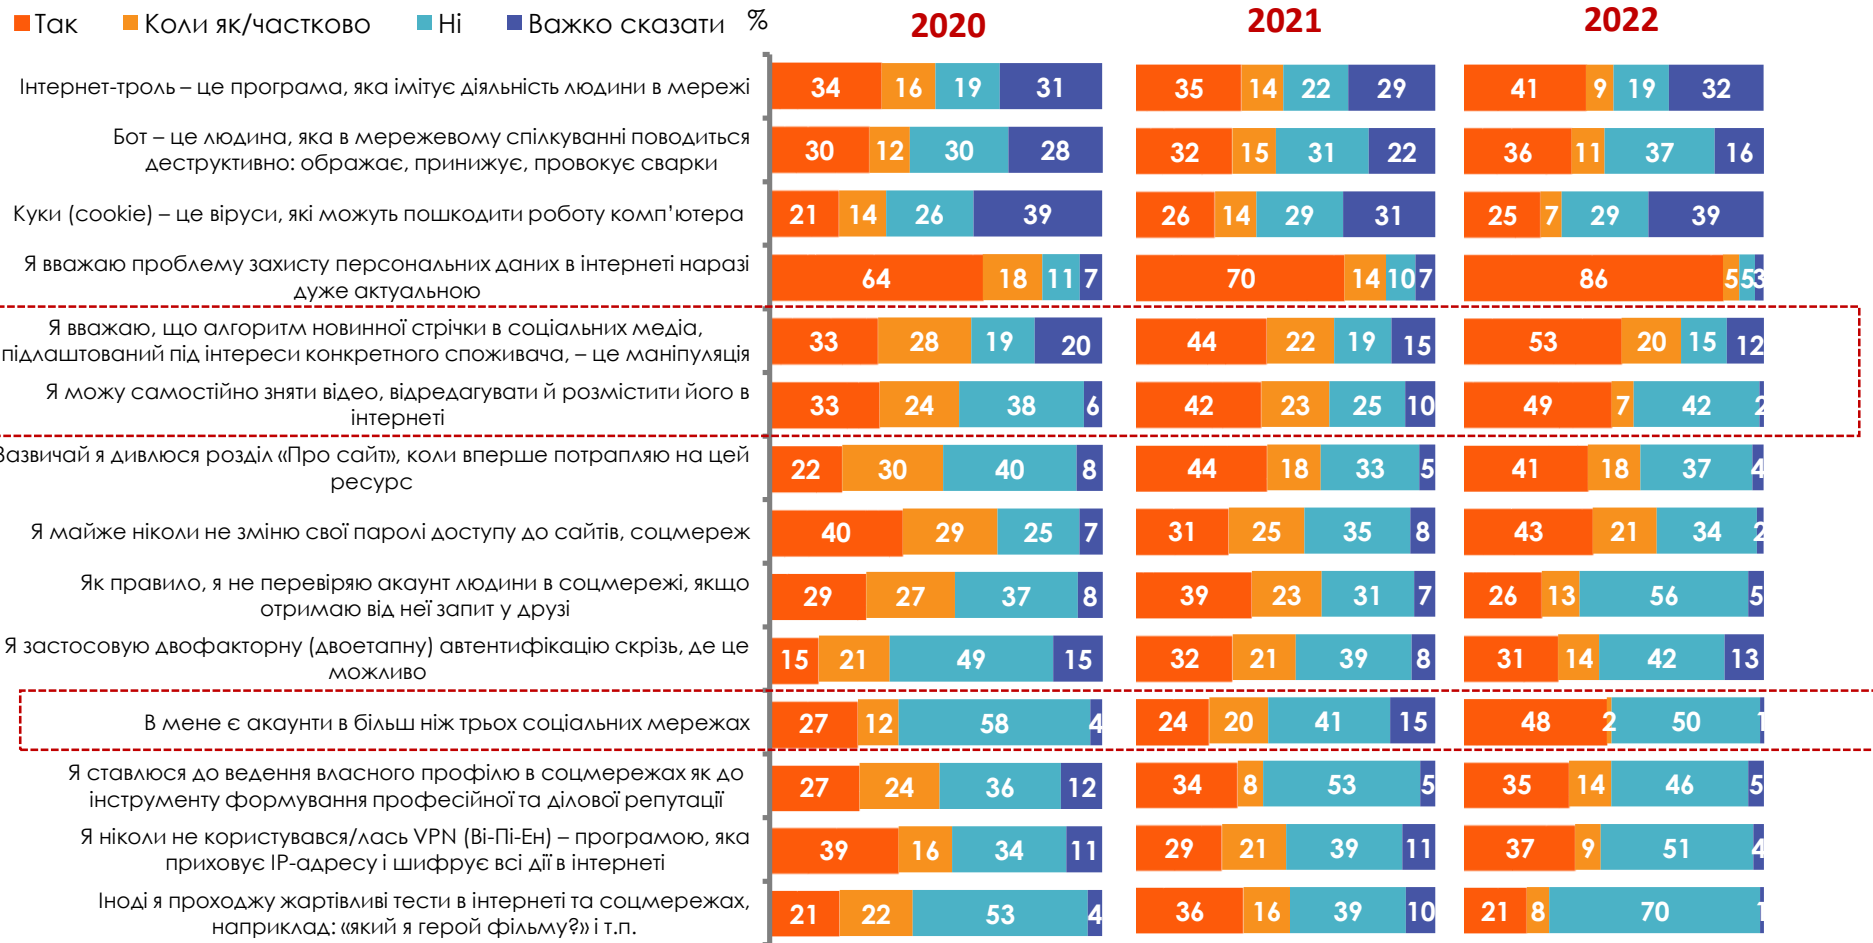 Так Коли як/частково Ні Важко сказати % 2020 2021 2022
Інтернет-троль – це програма, яка імітує діяльність людини в мережі 34 16 19 31 35 14 22 29 41 9 19 32
Бот – це людина, яка в мережевому спілкуванні поводиться
деструктивно: ображає, принижує, провокує сварки 30 12 30 28 32 15 31 22 36 11 37 16
Куки (cookie) – це віруси, які можуть пошкодити роботу комп'ютера 21 14 26 39 26 14 29 31 25 7 29 39
Я вважаю проблему захисту персональних даних в інтернеті наразі
дуже актуальною 64 18 11 7 70 14 10 7 86 5 5 3
Я вважаю, що алгоритм новинної стрічки в соціальних медіа,
підлаштований під інтереси конкретного споживача, – це маніпуляція 33 28 19 20 44 22 19 15 53 20 15 12
Я можу самостійно зняти відео, відредагувати й розмістити його в
інтернеті 33 24 38 6 42 23 25 10 49 7 42 2
Зазвичай я дивлюся розділ «Про сайт», коли вперше потрапляю на цей
ресурс 22 30 40 8 44 18 33 5 41 18 37 4
Я майже ніколи не зміню свої паролі доступу до сайтів, соцмереж 40 29 25 7 31 25 35 8 43 21 34 2
Як правило, я не перевіряю акаунт людини в соцмережі, якщо
отримаю від неї запит у друзі 29 27 37 8 39 23 31 7 26 13 56 5
Я застосовую двофакторну (двоетапну) автентифікацію скрізь, де це
можливо 15 21 49 15 32 21 39 8 31 14 42 13
В мене є акаунти в більш ніж трьох соціальних мережах 27 12 58 4 24 20 41 15 48 2 50 1
Я ставлюся до ведення власного профілю в соцмережах як до
інструменту формування професійної та ділової репутації 27 24 36 12 34 8 53 5 35 14 46 5
Я ніколи не користувався/лась VPN (Ві-Пі-Ен) – програмою, яка
приховує IP-адресу і шифрує всі дії в інтернеті 39 16 34 11 29 21 39 11 37 9 51 4
Іноді я проходжу жартівливі тести в інтернеті та соцмережах,
наприклад: «який я герой фільму?» і т.п. 21 22 53 4 36 16 39 10 21 8 70 1